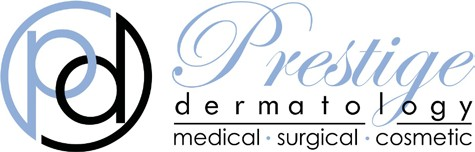 pd
Prestige
dermatology
medical · surgical · cosmetic